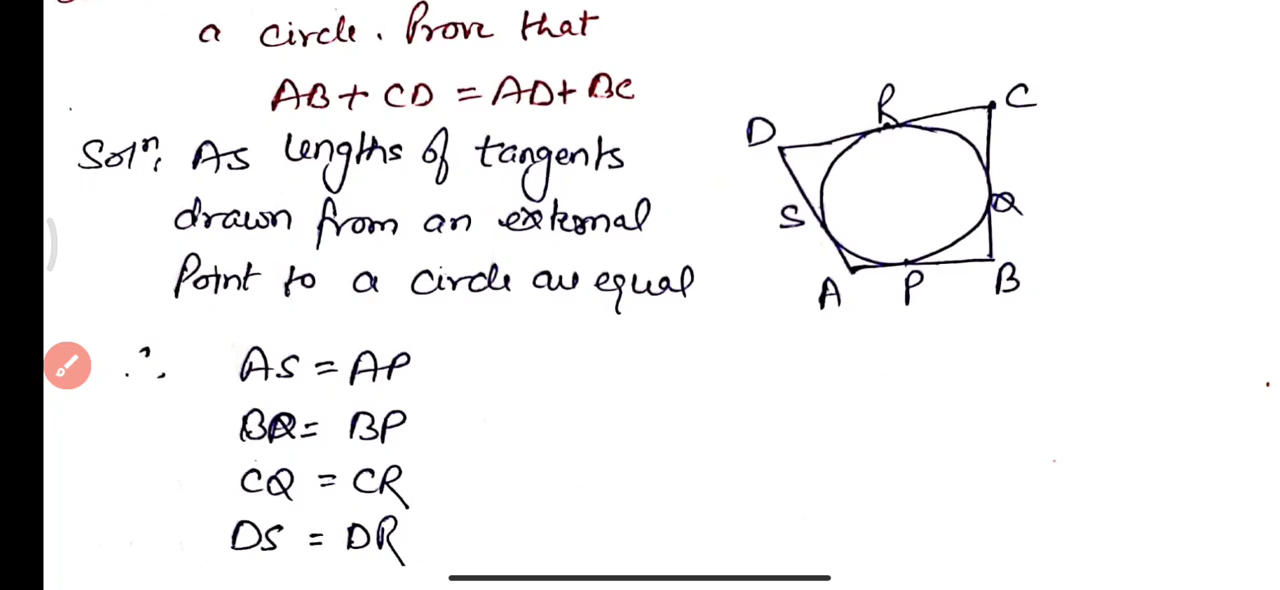 a circle. Prove that
AB + CD = AD + BC
Solⁿ: As lengths of tangents
drawn from an external
Point to a circle are equal
∴ AS = AP
BQ = BP
CQ = CR
DS = DR
D
R
C
S
Q
A
P
B